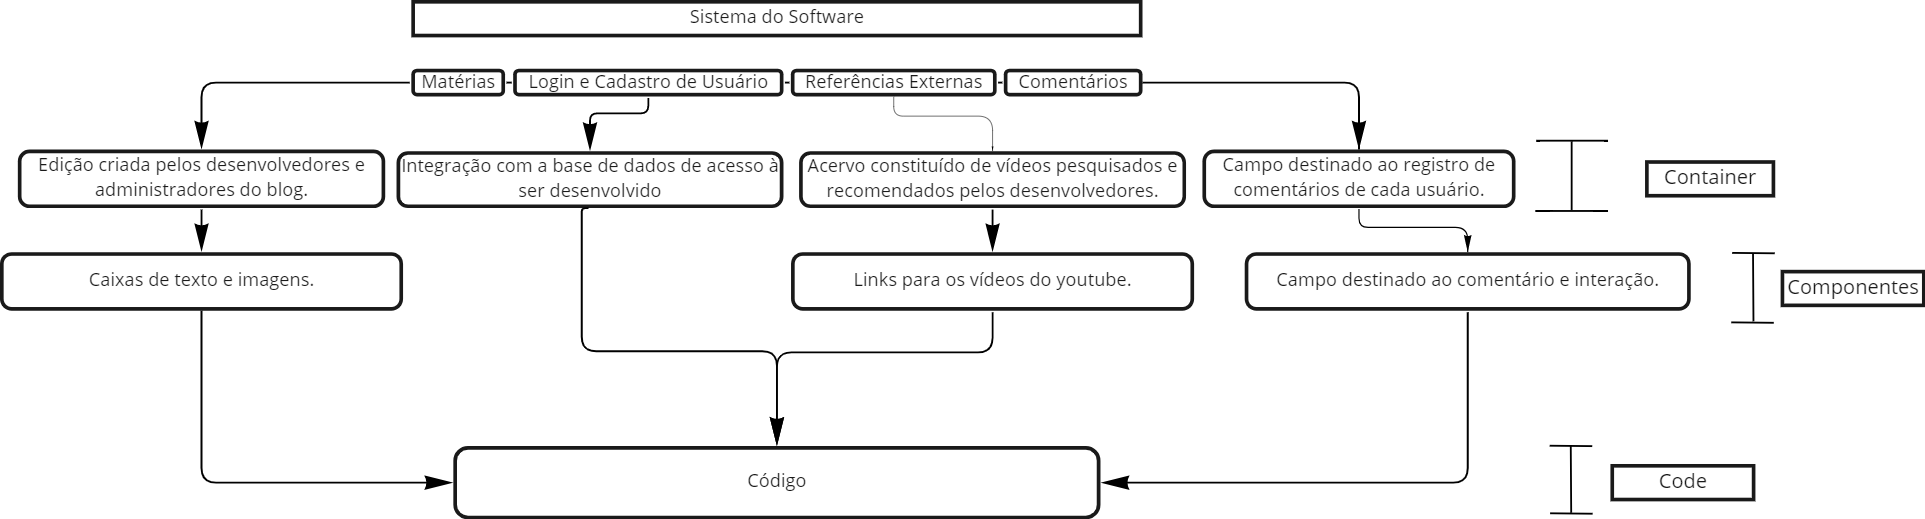 Sistema do Software
Matérias
Login e Cadastro de Usuário
Referências Externas
Comentários
Edição criada pelos desenvolvedores e
administradores do blog.
Integração com a base de dados de acesso à
ser desenvolvido
Acervo constituído de vídeos pesquisados e
recomendados pelos desenvolvedores.
Campo destinado ao registro de
comentários de cada usuário.
Container
Caixas de texto e imagens.
Links para os vídeos do youtube.
Campo destinado ao comentário e interação.
Componentes
Código
Code